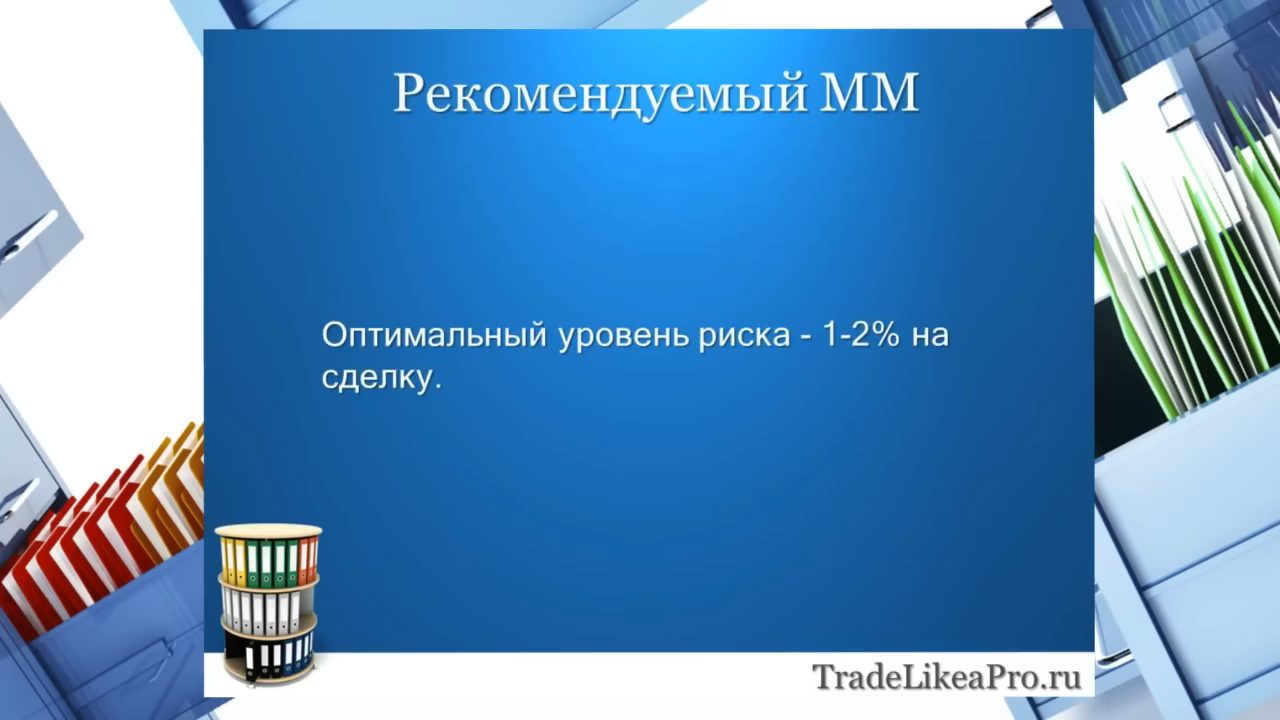 Рекомендуемый ММ
Оптимальный уровень риска - 1-2% на
сделку.
TradeLikeaPro.ru